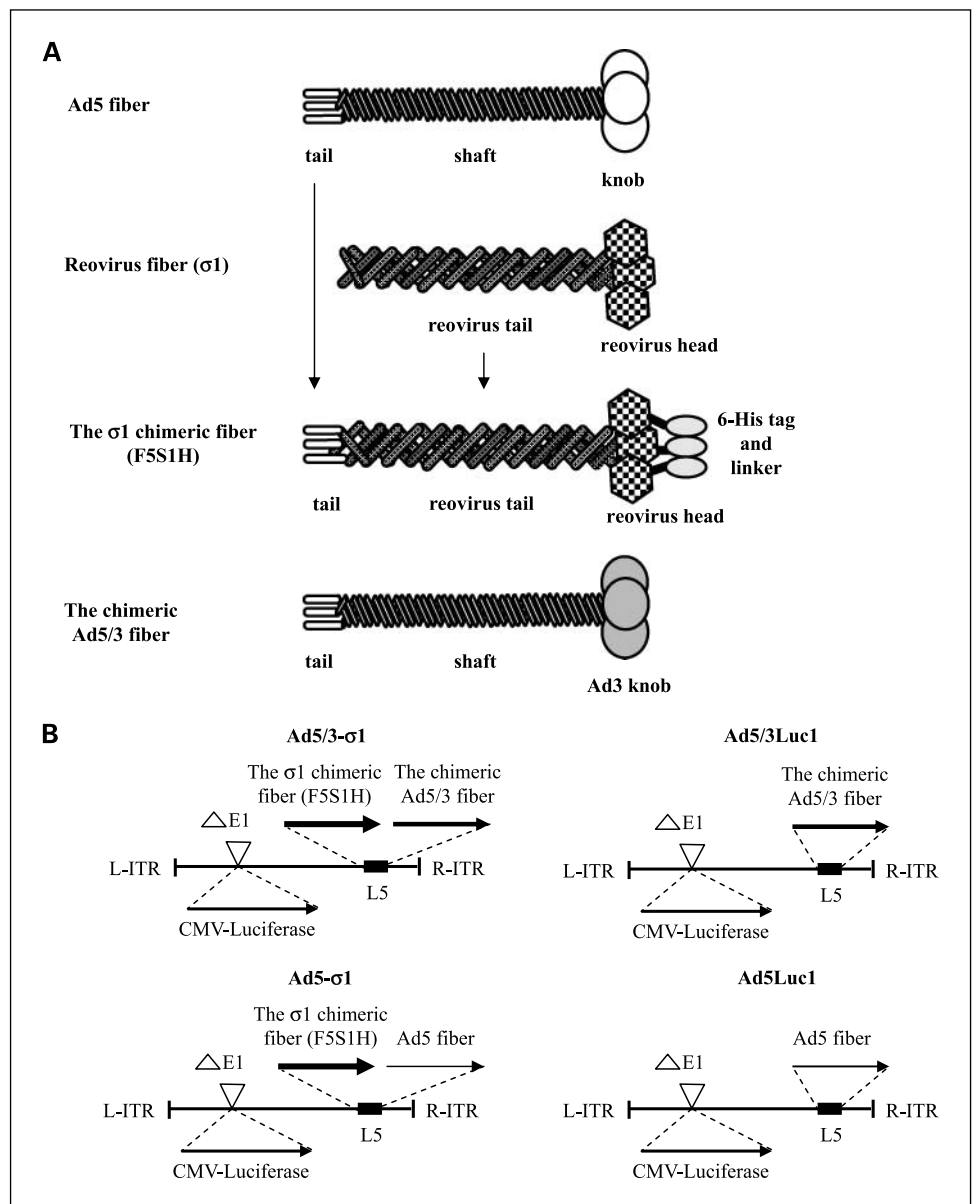 A
Ad5 fiber
tail
shaft
knob
Reovirus fiber (σ1)
reovirus tail
reovirus head
The σ1 chimeric fiber
(F5S1H)
6-His tag
and
linker
tail
reovirus tail
reovirus head
The chimeric
Ad5/3 fiber
tail
shaft
Ad3 knob
B
Ad5/3-σ1
The σ1 chimeric
fiber (F5S1H)
The chimeric
Ad5/3 fiber
△E1
L-ITR
R-ITR
L5
CMV-Luciferase
Ad5/3Luc1
The chimeric
Ad5/3 fiber
△E1
L-ITR
R-ITR
L5
CMV-Luciferase
Ad5-σ1
The σ1 chimeric
fiber (F5S1H)
Ad5 fiber
△E1
L-ITR
R-ITR
L5
CMV-Luciferase
Ad5Luc1
Ad5 fiber
△E1
L-ITR
R-ITR
L5
CMV-Luciferase